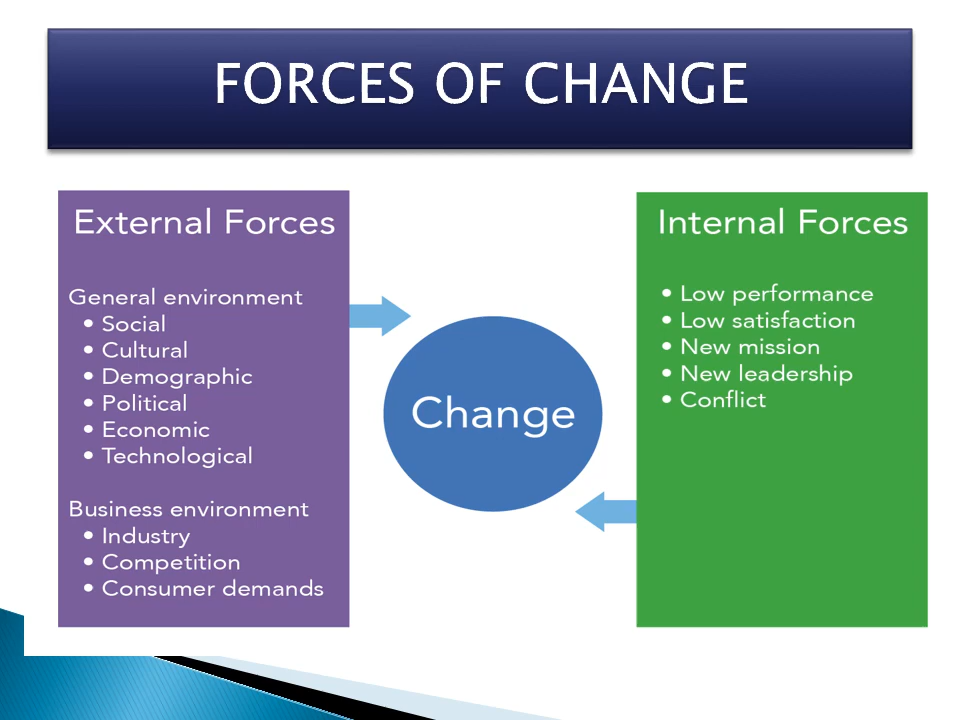 FORCES OF CHANGE
External Forces
General environment
• Social
• Cultural
• Demographic
• Political
• Economic
• Technological
Business environment
• Industry
• Competition
• Consumer demands
Change
Internal Forces
• Low performance
• Low satisfaction
• New mission
• New leadership
• Conflict